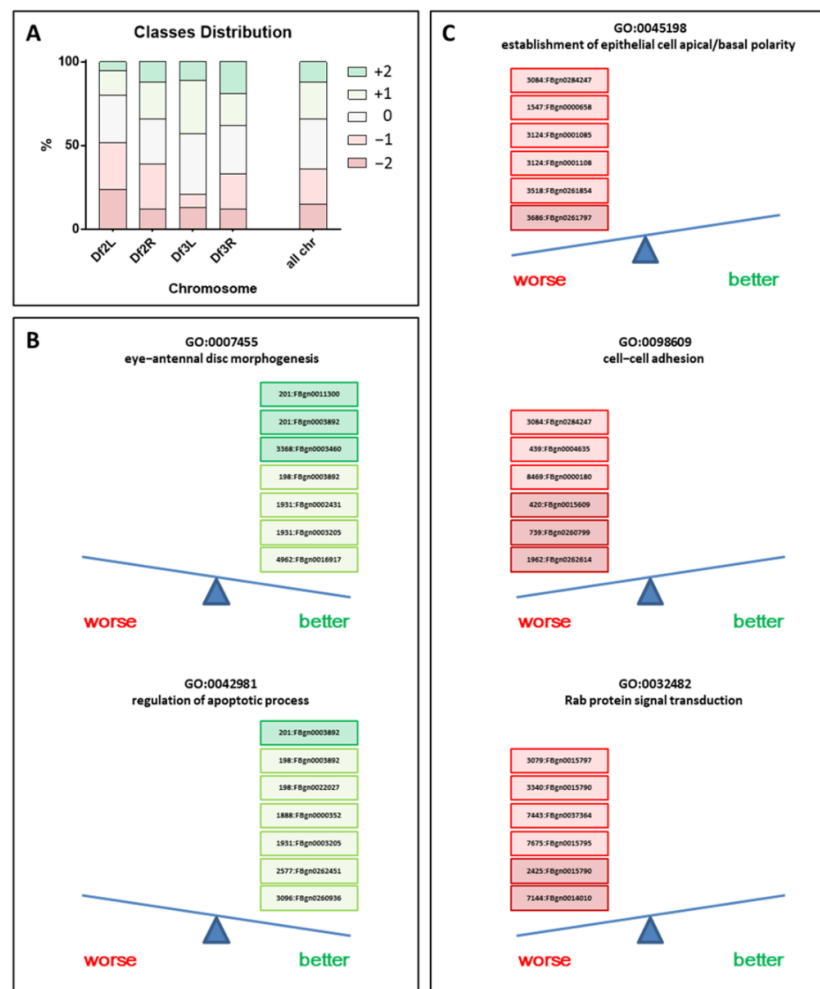 A
Classes Distribution
100
50
0
%
+2
+1
0
−1
−2
Df2L
Df2R
Df3L
Df3R
all chr
Chromosome
B
GO:0007455
eye−antennal disc morphogenesis
201:FBgn0011300
201:FBgn0003892
3368:FBgn0003460
198:FBgn0003892
1931:FBgn0002431
1931:FBgn0003205
4962:FBgn0016917
worse
better
GO:0042981
regulation of apoptotic process
201:FBgn0003892
198:FBgn0003892
198:FBgn0022027
1888:FBgn0000352
1931:FBgn0003205
2577:FBgn0262451
3096:FBgn0260936
worse
better
C
GO:0045198
establishment of epithelial cell apical/basal polarity
3084:FBgn0284247
1547:FBgn0000658
3124:FBgn0001085
3124:FBgn0001108
3518:FBgn0261854
3686:FBgn0261797
worse
better
GO:0098609
cell−cell adhesion
3084:FBgn0284247
439:FBgn0004635
8469:FBgn0000180
420:FBgn0015609
739:FBgn0260799
1962:FBgn0262614
worse
better
GO:0032482
Rab protein signal transduction
3079:FBgn0015797
3340:FBgn0015790
7443:FBgn0037364
7675:FBgn0015795
2425:FBgn0015790
7144:FBgn0014010
worse
better